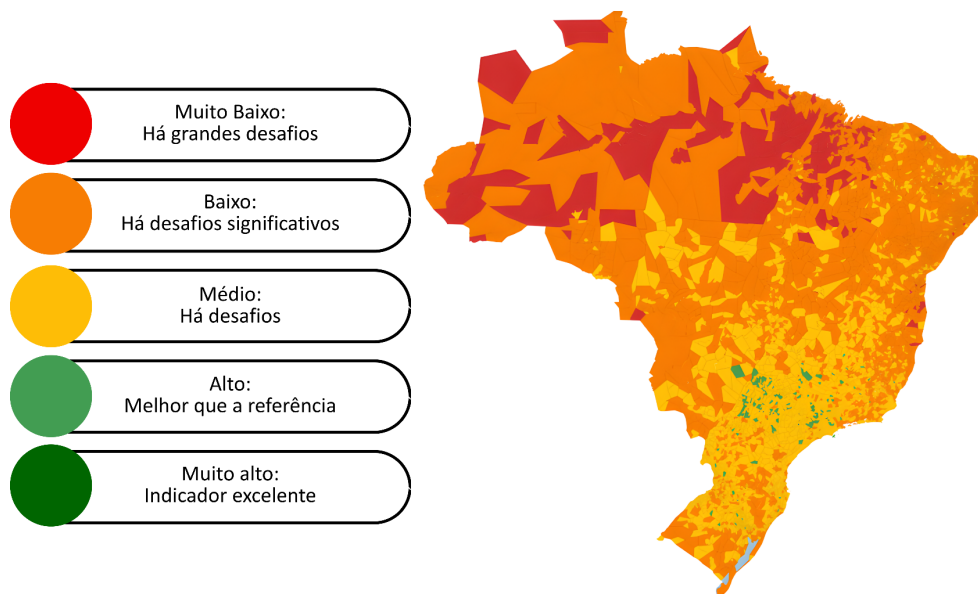 Muito Baixo:
Há grandes desafios
Baixo:
Há desafios significativos
Médio:
Há desafios
Alto:
Melhor que a referência
Muito alto:
Indicador excelente